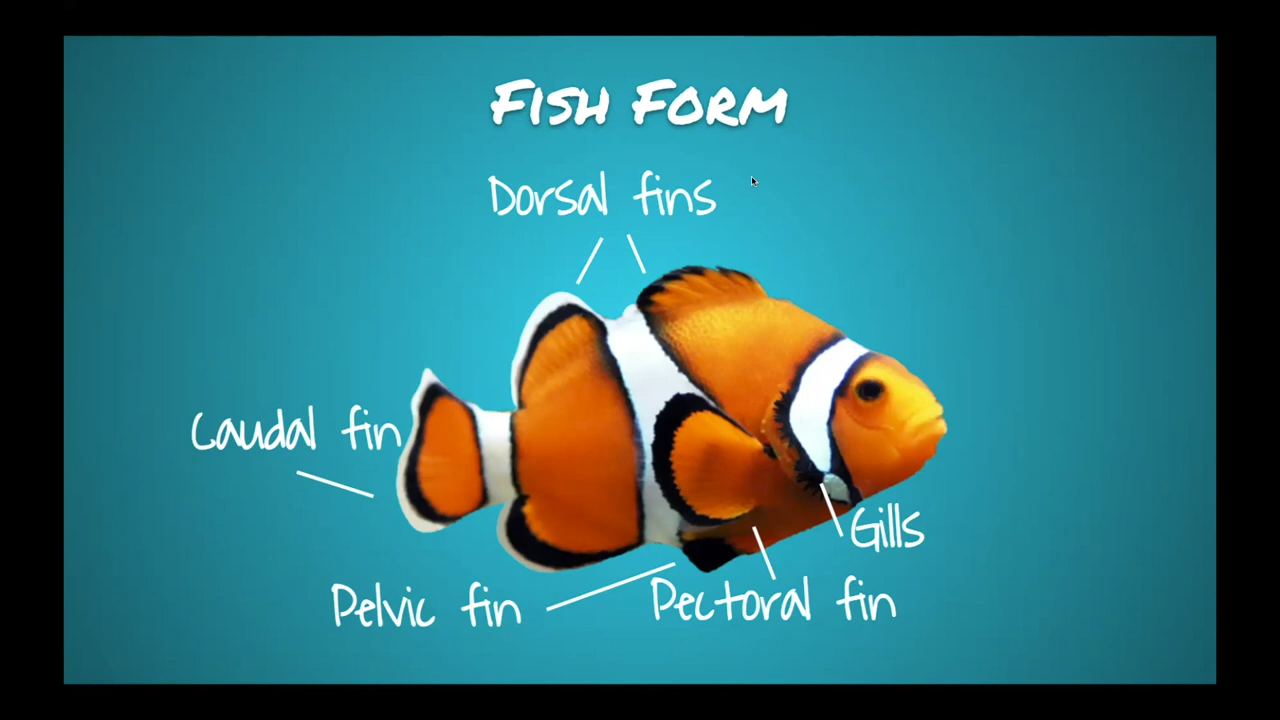 Fish Form
Dorsal fins
Caudal fin
Gills
Pelvic fin
Pectoral fin